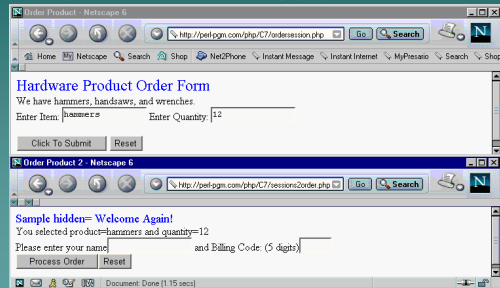 Order Product - Netscape 6
http://perl-pgm.com/php/C7/ordersession.php Go Search N
Home My Netscape Search Shop Net2Phone Instant Message Instant Internet MyPresario Search Shop
Hardware Product Order Form
We have hammers, handsaws, and wrenches.
Enter Item: hammers Enter Quantity: 12
Click To Submit Reset
Order Product 2 - Netscape 6
http://perl-pgm.com/php/C7/sessions2order.php Go Search N
Sample hidden= Welcome Again!
You selected product=hammers and quantity=12
Please enter your name and Billing Code: (5 digits)
Process Order Reset
Document: Done (1.15 secs)